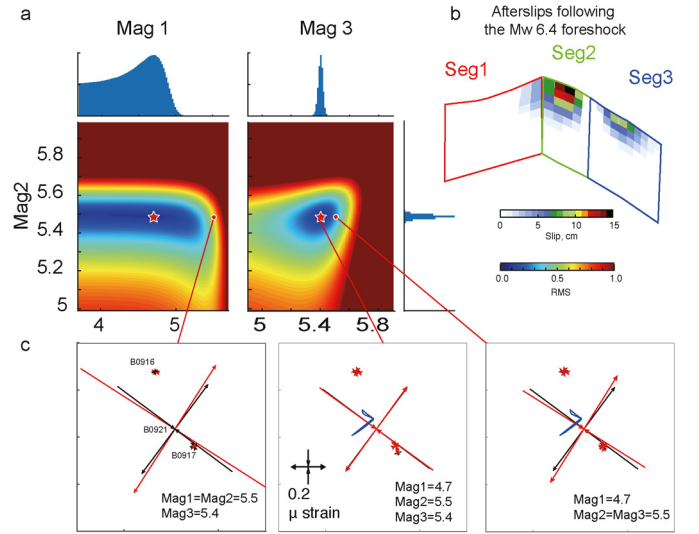 a
Mag 1
Mag 3
Mag2
5.8
5.6
5.4
5.2
5
4
5
5
5.4
5.8
b
Afterslips following
the Mw 6.4 foreshock
Seg1
Seg2
Seg3
0
5
10
15
Slip, cm
0.0
0.5
1.0
RMS
c
B0916
B0921
B0917
Mag1=Mag2=5.5
Mag3=5.4
0.2
μ strain
Mag1=4.7
Mag2=5.5
Mag3=5.4
Mag1=4.7
Mag2=Mag3=5.5